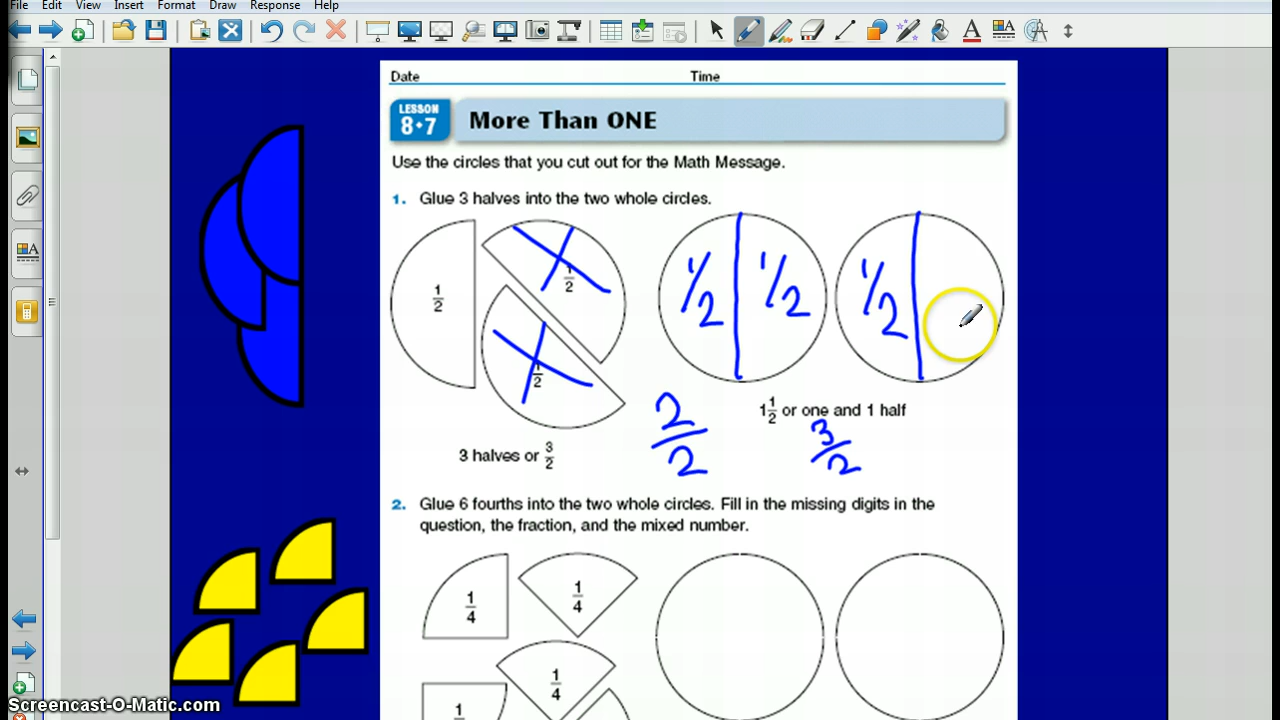 File Edit View Insert Format Draw Response Help
Date Time
LESSON
8•7
More Than ONE
Use the circles that you cut out for the Math Message.
1. Glue 3 halves into the two whole circles.
1/2
1/2
1/2
1/2 1/2 1/2
2/2
1 1/2 or one and 1 half
3/2
3 halves or 3/2
2. Glue 6 fourths into the two whole circles. Fill in the missing digits in the
question, the fraction, and the mixed number.
1/4
1/4
1/4
1
Screencast-O-Matic.com